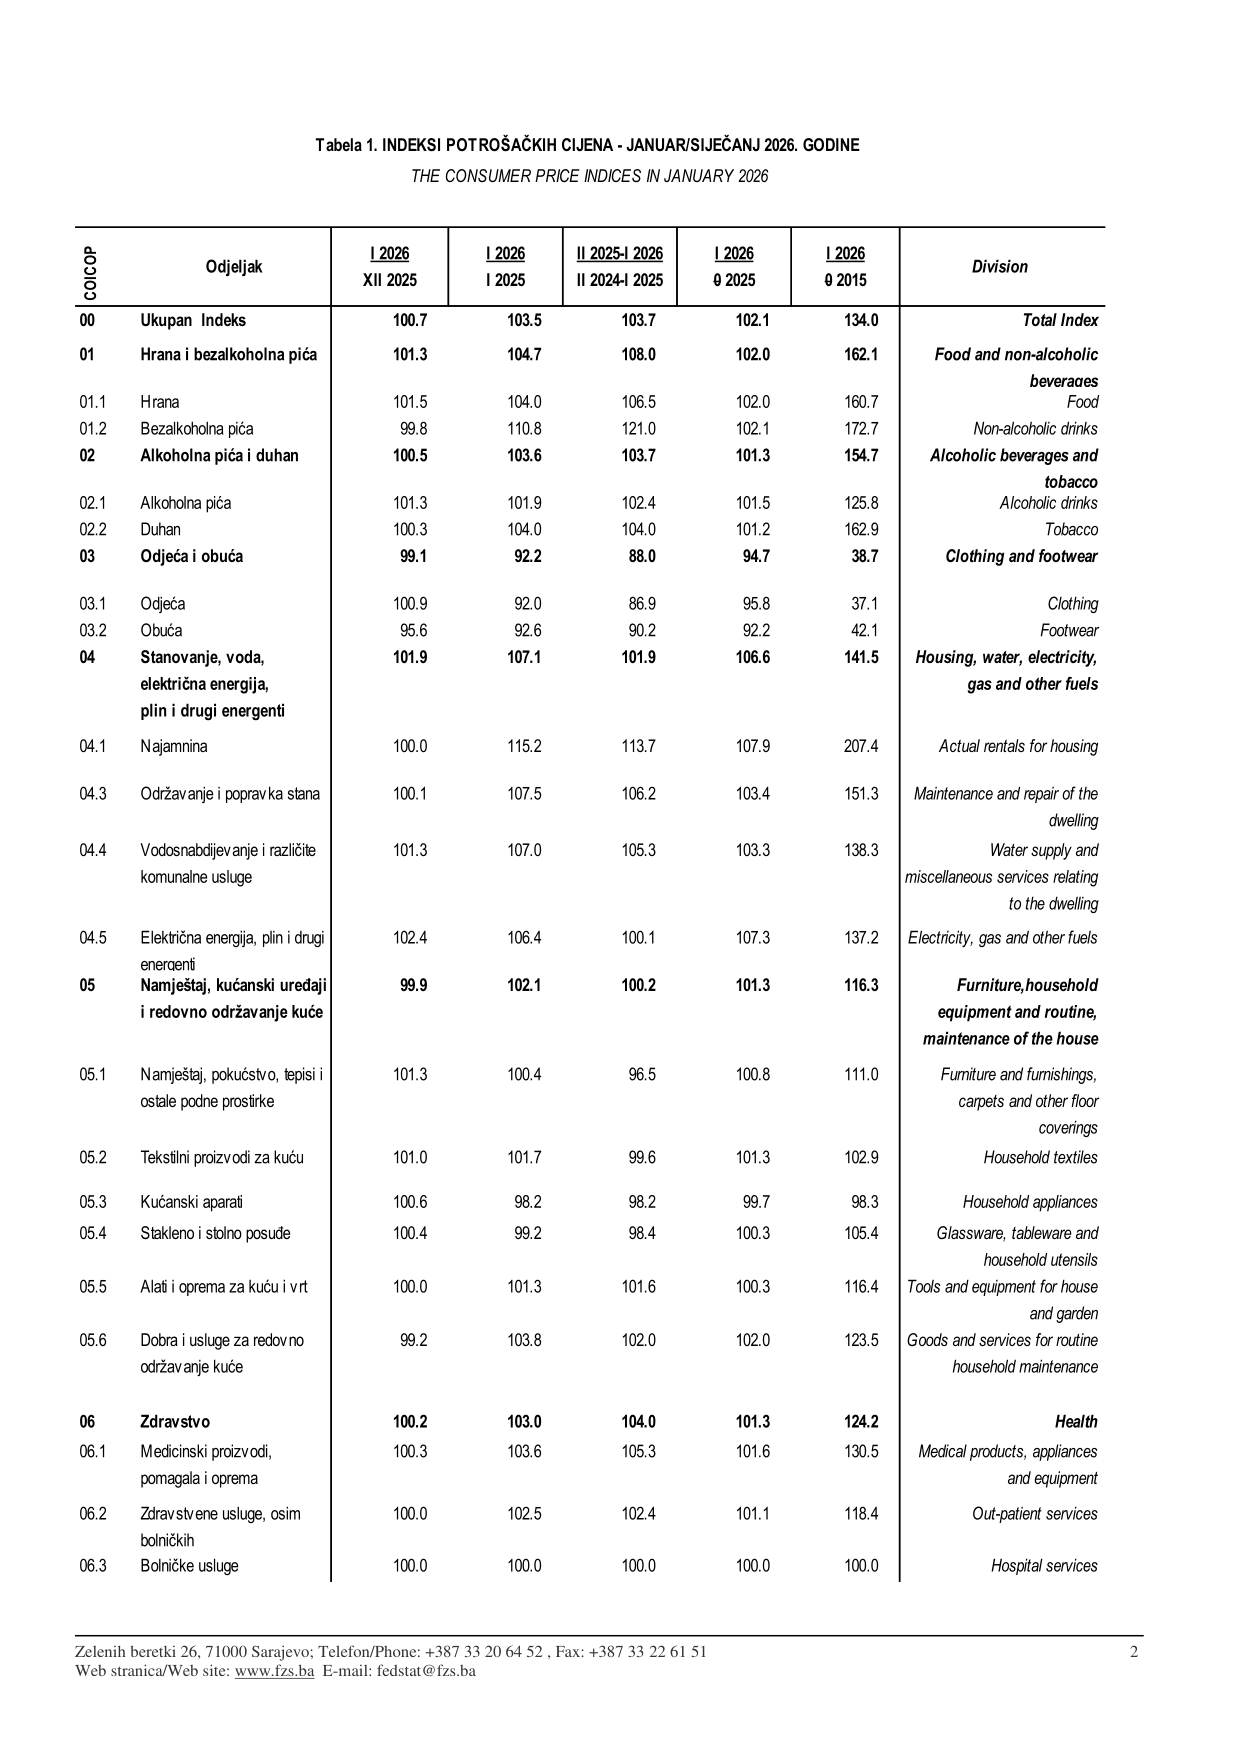 Tabela 1. INDEKSI POTROŠAČKIH CIJENA - JANUAR/SIJEČANJ 2026. GODINE
THE CONSUMER PRICE INDICES IN JANUARY 2026
COICOP Odjeljak I 2026 I 2026 II 2025-I 2026 I 2026 I 2026 Division
XII 2025 I 2025 II 2024-I 2025 0 2025 0 2015
00 Ukupan Indeks 100.7 103.5 103.7 102.1 134.0 Total Index
01 Hrana i bezalkoholna pića 101.3 104.7 108.0 102.0 162.1 Food and non-alcoholic
beverages
01.1 Hrana 101.5 104.0 106.5 102.0 160.7 Food
01.2 Bezalkoholna pića 99.8 110.8 121.0 102.1 172.7 Non-alcoholic drinks
02 Alkoholna pića i duhan 100.5 103.6 103.7 101.3 154.7 Alcoholic beverages and
tobacco
02.1 Alkoholna pića 101.3 101.9 102.4 101.5 125.8 Alcoholic drinks
02.2 Duhan 100.3 104.0 104.0 101.2 162.9 Tobacco
03 Odjeća i obuća 99.1 92.2 88.0 94.7 38.7 Clothing and footwear
03.1 Odjeća 100.9 92.0 86.9 95.8 37.1 Clothing
03.2 Obuća 95.6 92.6 90.2 92.2 42.1 Footwear
04 Stanovanje, voda, 101.9 107.1 101.9 106.6 141.5 Housing, water, electricity,
električna energija, gas and other fuels
plin i drugi energenti
04.1 Najamnina 100.0 115.2 113.7 107.9 207.4 Actual rentals for housing
04.3 Održavanje i popravka stana 100.1 107.5 106.2 103.4 151.3 Maintenance and repair of the
dwelling
04.4 Vodosnabdijevanje i različite 101.3 107.0 105.3 103.3 138.3 Water supply and
komunalne usluge miscellaneous services relating
to the dwelling
04.5 Električna energija, plin i drugi 102.4 106.4 100.1 107.3 137.2 Electricity, gas and other fuels
energenti
05 Namještaj, kućanski uređaji 99.9 102.1 100.2 101.3 116.3 Furniture,household
i redovno održavanje kuće equipment and routine,
maintenance of the house
05.1 Namještaj, pokućstvo, tepisi i 101.3 100.4 96.5 100.8 111.0 Furniture and furnishings,
ostale podne prostirke carpets and other floor
coverings
05.2 Tekstilni proizvodi za kuću 101.0 101.7 99.6 101.3 102.9 Household textiles
05.3 Kućanski aparati 100.6 98.2 98.2 99.7 98.3 Household appliances
05.4 Stakleno i stolno posuđe 100.4 99.2 98.4 100.3 105.4 Glassware, tableware and
household utensils
05.5 Alati i oprema za kuću i vrt 100.0 101.3 101.6 100.3 116.4 Tools and equipment for house
and garden
05.6 Dobra i usluge za redovno 99.2 103.8 102.0 102.0 123.5 Goods and services for routine
održavanje kuće household maintenance
06 Zdravstvo 100.2 103.0 104.0 101.3 124.2 Health
06.1 Medicinski proizvodi, 100.3 103.6 105.3 101.6 130.5 Medical products, appliances
pomagala i oprema and equipment
06.2 Zdravstvene usluge, osim 100.0 102.5 102.4 101.1 118.4 Out-patient services
bolničkih
06.3 Bolničke usluge 100.0 100.0 100.0 100.0 100.0 Hospital services
Zelenih beretki 26, 71000 Sarajevo; Telefon/Phone: +387 33 20 64 52 , Fax: +387 33 22 61 51 2
Web stranica/Web site: www.fzs.ba E-mail: fedstat@fzs.ba